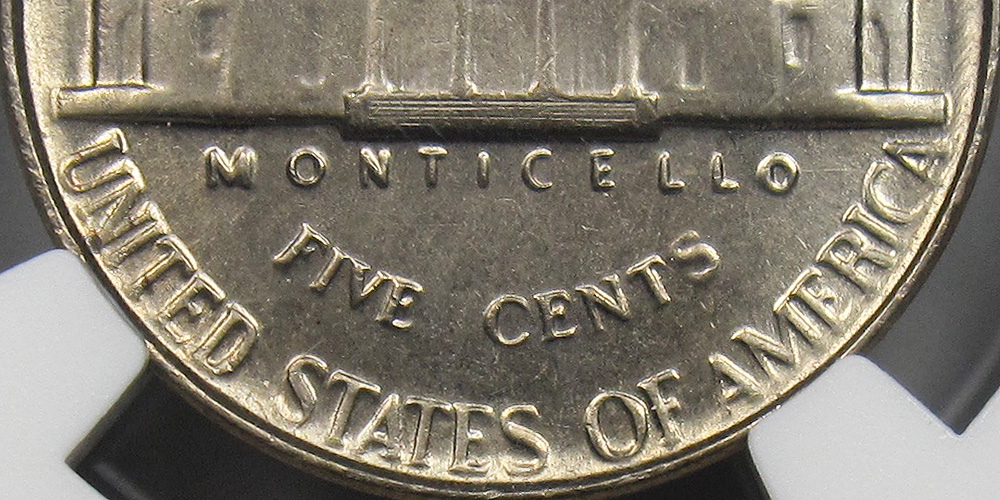 MONTICELLO
FIVE CENTS
UNITED STATES OF AMERICA